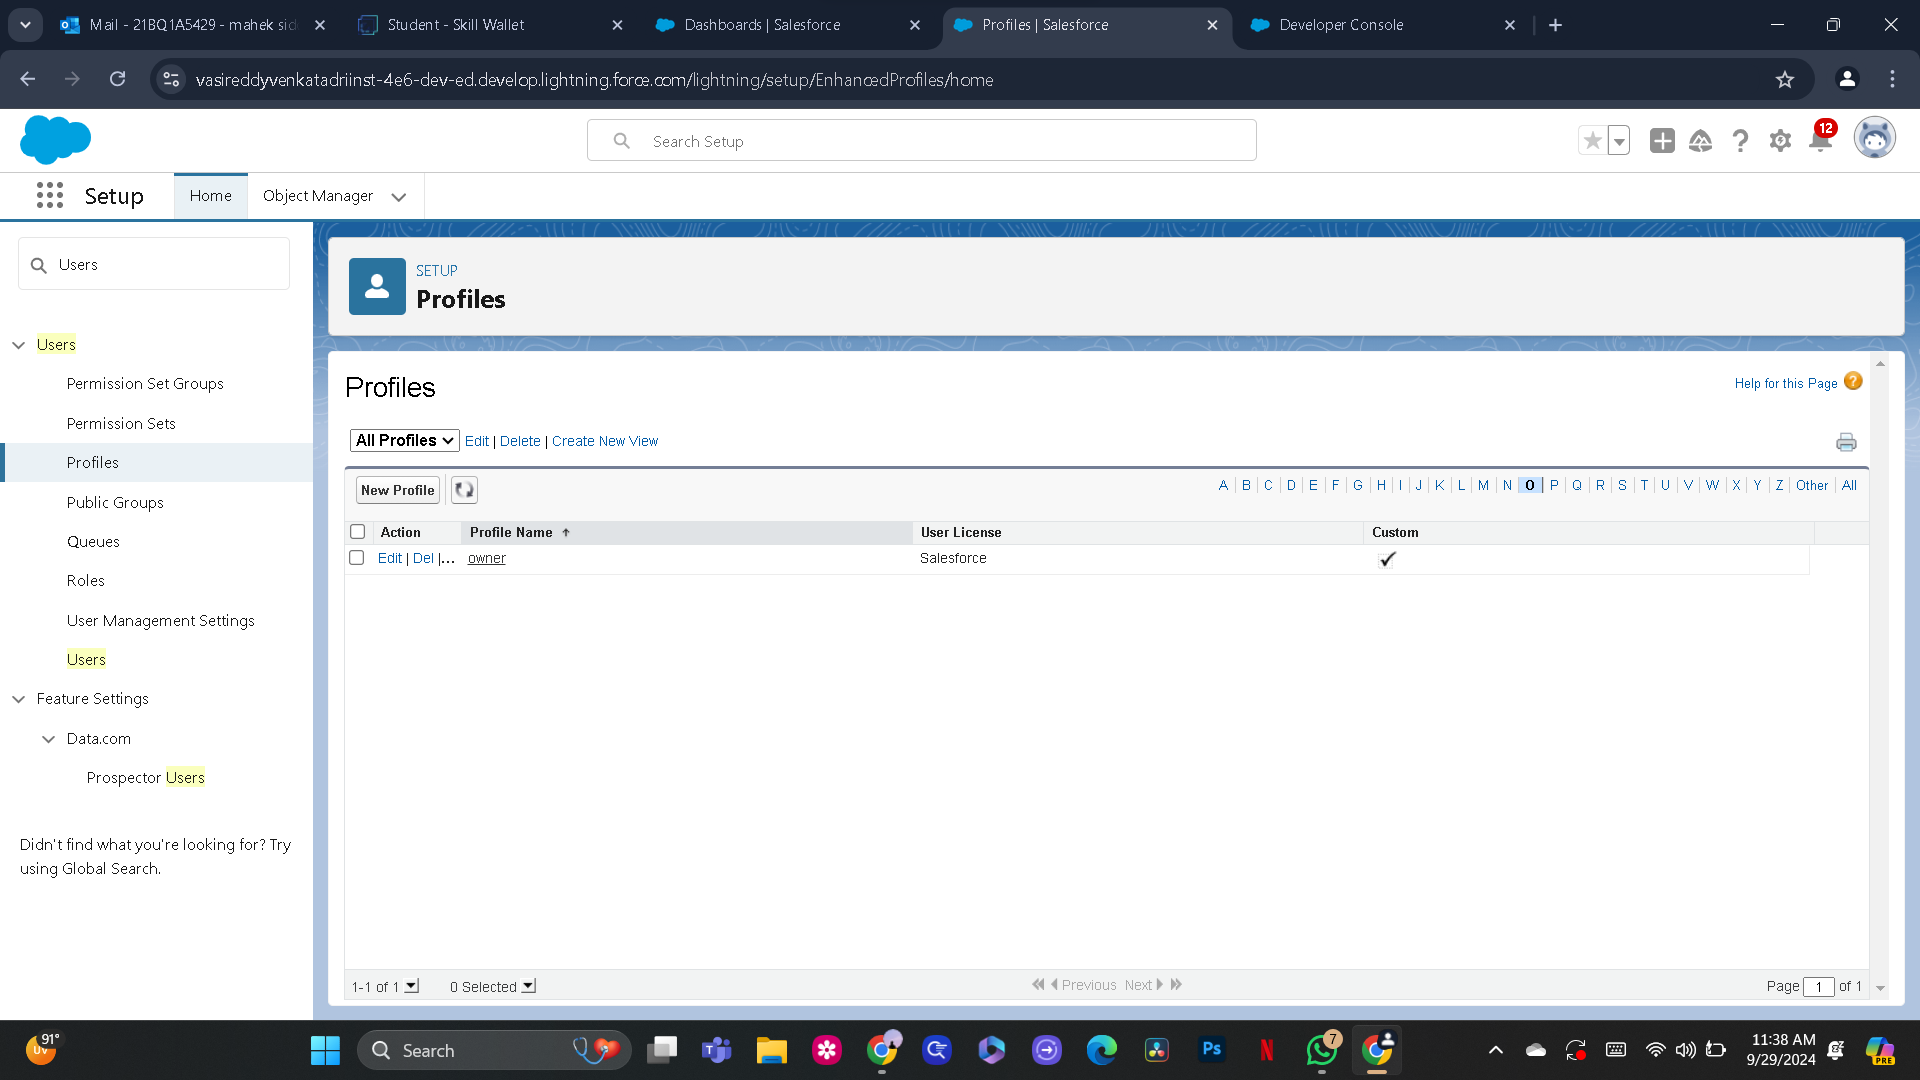 Mail - 21BQ1A5429 - mahek sid
Student - Skill Wallet
Dashboards | Salesforce
Profiles | Salesforce
Developer Console
vasireddyvenkatadriinst-4e6-dev-ed.develop.lightning.force.com/lightning/setup/EnhancedProfiles/home
Search Setup
12
Setup
Home
Object Manager
Users
Users
Permission Set Groups
Permission Sets
Profiles
Public Groups
Queues
Roles
User Management Settings
Users
Feature Settings
Data.com
Prospector Users
Didn't find what you're looking for? Try
using Global Search.
SETUP
Profiles
Profiles
Help for this Page ?
All Profiles Edit | Delete | Create New View
New Profile
A B C D E F G H I J K L M N O P Q R S T U V W X Y Z Other All
Action Profile Name User License Custom
Edit | Del |... owner Salesforce
1-1 of 1 0 Selected Previous Next Page 1 of 1
91°
UV
Search
Ps
7
11:38 AM
9/29/2024
PRE